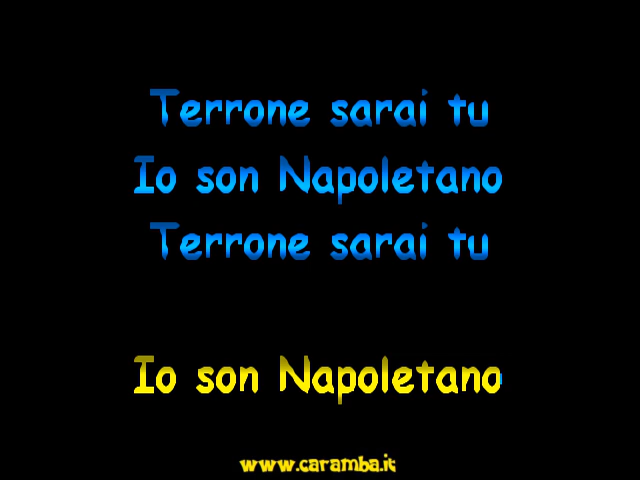 Terrone sarai tu
Io son Napoletano
Terrone sarai tu
Io son Napoletano
www.caramba.it